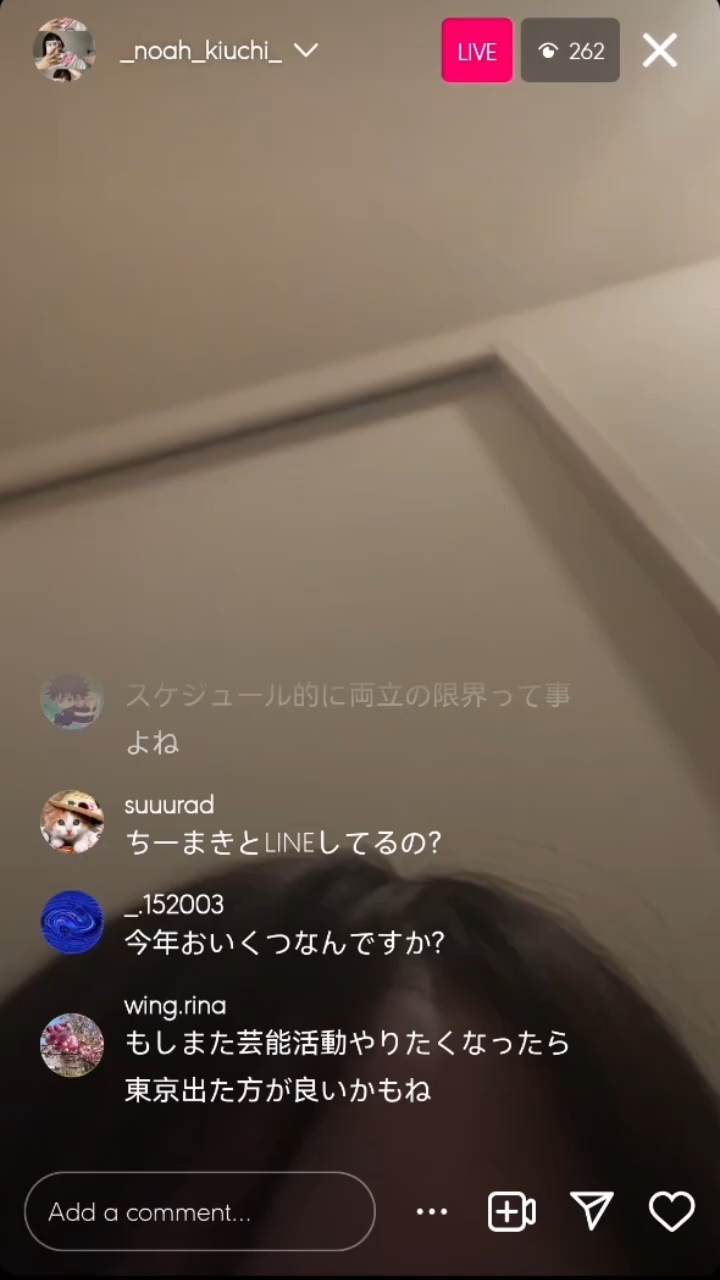 _noah_kiuchi_
LIVE
262
スケジュール的に両立の限界って事
よね
suuurad
ちーまきとLINEしてるの?
_.152003
今年おいくつなんですか?
wing.rina
もしまた芸能活動やりたくなったら
東京出た方が良いかもね
Add a comment...